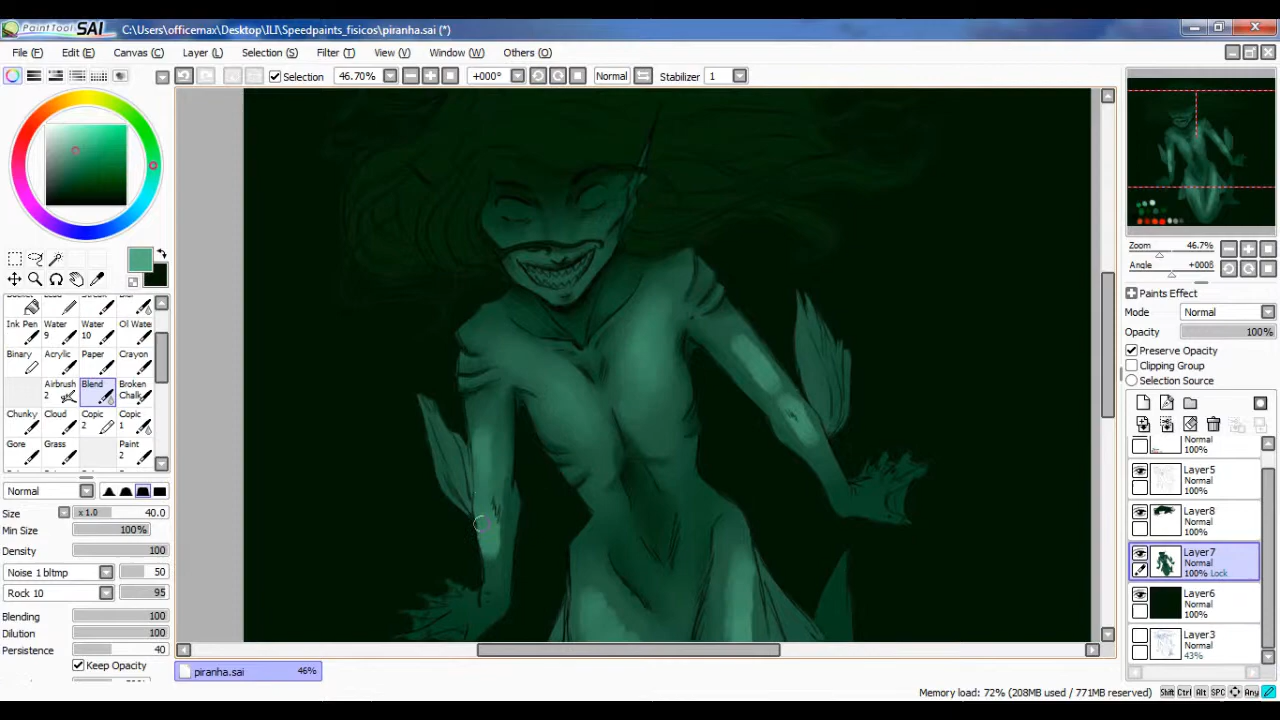 PaintTool SAI C:\Users\officemax\Desktop\ILI\Speedpaints_fisicos\piranha.sai (*)
File (F) Edit (E) Canvas (C) Layer (L) Selection (S) Filter (T) View (V) Window (W) Others (O)
Selection 46.70% +000° Normal Stabilizer 1
Zoom 46.7%
Angle +000ß
Paints Effect
Mode Normal
Opacity 100%
Preserve Opacity
Clipping Group
Selection Source
Normal
100%
Layer5
Normal
100%
Layer8
Normal
100%
Layer7
Normal
100% Lock
Layer6
Normal
100%
Layer3
Normal
43%
Ink Pen Water 9 Water 10 Oil Water
Binary Acrylic Paper Crayon
Airbrush 2 Blend Broken Chalk
Chunky Cloud Copic 2 Copic 1
Gore Grass Paint 2
Normal
Size x 1.0 40.0
Min Size 100%
Density 100
Noise 1 bltmp 50
Rock 10 95
Blending 100
Dilution 100
Persistence 40
Keep Opacity
piranha.sai 46%
Memory load: 72% (208MB used / 771MB reserved) Shift Ctrl Alt SPC Any